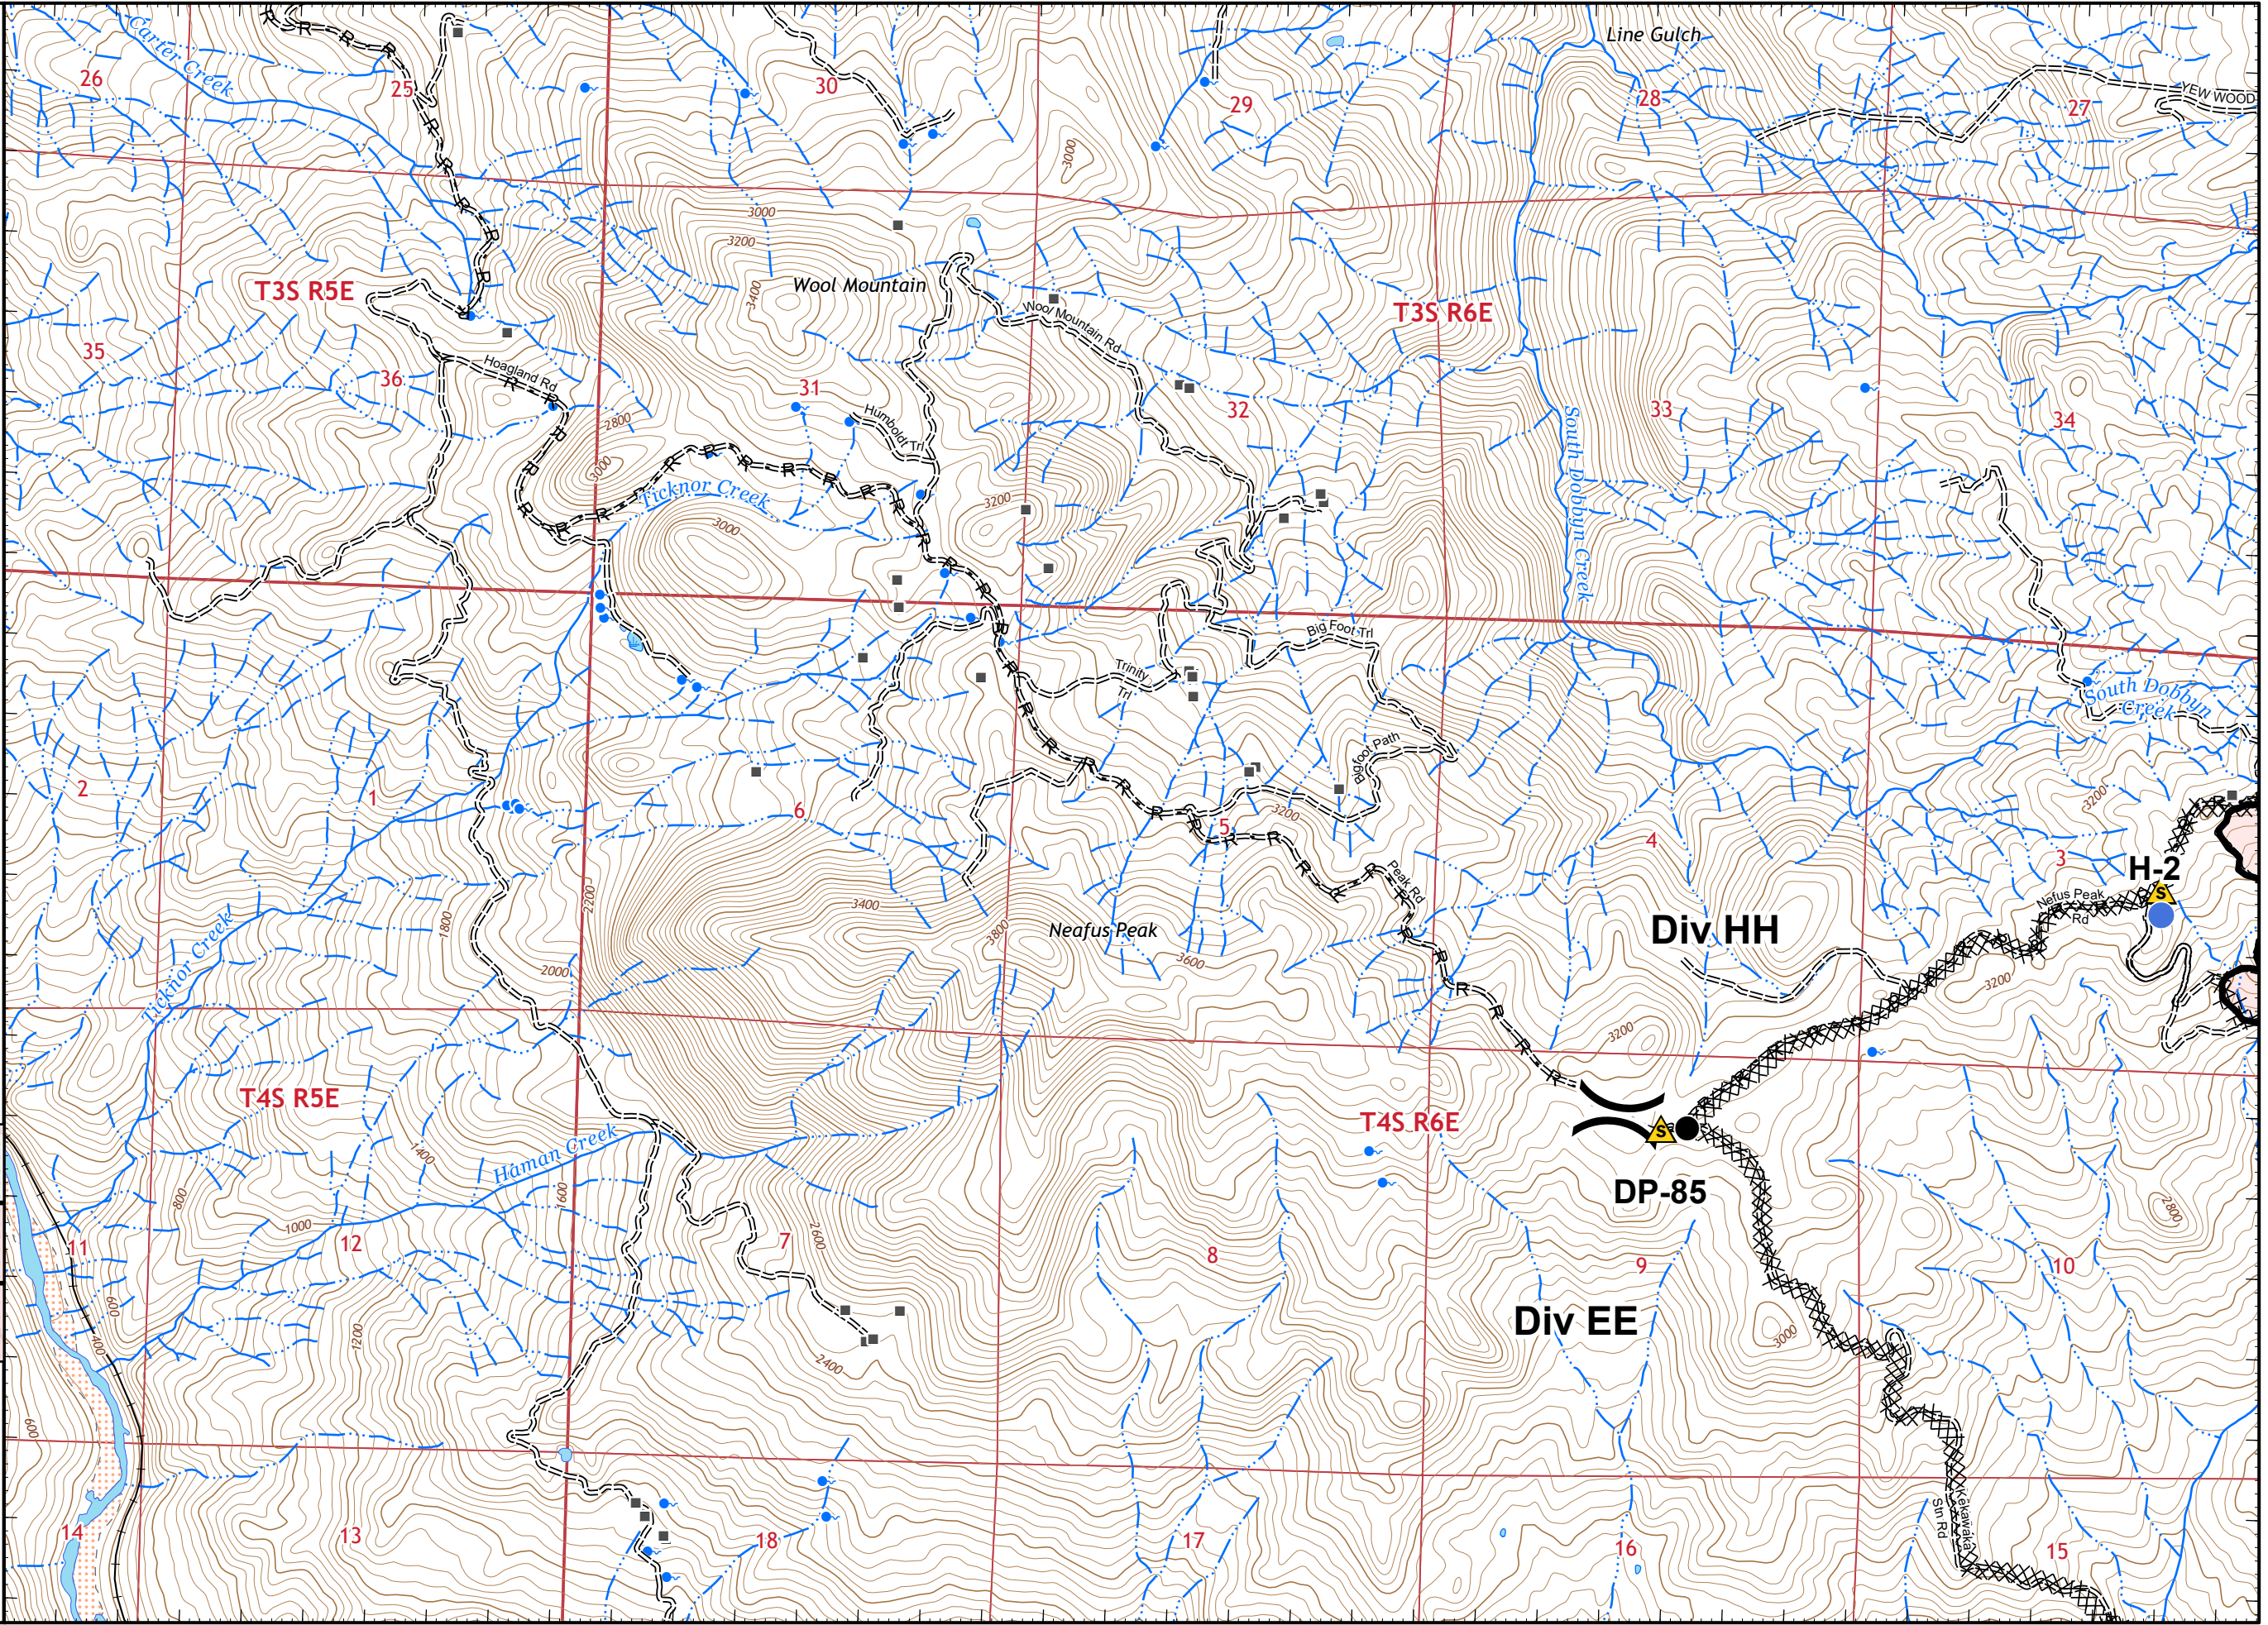 Carter Creek
26
25
30
29
Line Gulch
28
27
YEW WOOD
3000
3000
3200
3400
Wool Mountain
T3S R5E
T3S R6E
Wool Mountain Rd
35
36
Hoagland Rd
31
Humboldt Trl
32
33
34
2800
3000
Ticknor Creek
3000
3200
South Dobbyn Creek
Big Foot Trl
Trinity
Trl
South Dobbyn
Creek
Bigfoot Path
2
1
6
5
3200
4
3
3200
H-2
S
Nefus Peak
Rd
Peak Rd
2200
1800
3400
3800
Neafus Peak
3600
Div HH
3200
2000
Ticknor Creek
3200
T4S R5E
T4S R6E
S
DP-85
1400
Haman Creek
800
1600
1000
2600
2800
11
12
7
8
9
10
600
400
1200
2400
Div EE
3000
600
14
13
18
17
16
15
Kekawaka
Stn Rd
R R R R R R R R R R